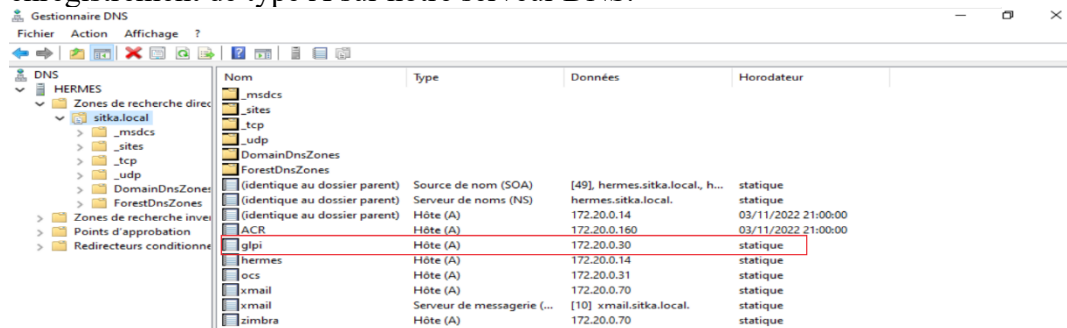 Gestionnaire DNS
Fichier Action Affichage ?
DNS
HERMES
Zones de recherche direc
sitka.local
_msdcs
_sites
_tcp
_udp
DomainDnsZones
ForestDnsZones
Zones de recherche inver
Points d'approbation
Redirecteurs conditionne
Nom Type Données Horodateur
_msdcs
_sites
_tcp
_udp
DomainDnsZones
ForestDnsZones
(identique au dossier parent) Source de nom (SOA) [49], hermes.sitka.local., h... statique
(identique au dossier parent) Serveur de noms (NS) hermes.sitka.local. statique
(identique au dossier parent) Hôte (A) 172.20.0.14 03/11/2022 21:00:00
ACR Hôte (A) 172.20.0.160 03/11/2022 21:00:00
glpi Hôte (A) 172.20.0.30 statique
hermes Hôte (A) 172.20.0.14 statique
ocs Hôte (A) 172.20.0.31 statique
xmail Hôte (A) 172.20.0.70 statique
xmail Serveur de messagerie (... [10] xmail.sitka.local. statique
zimbra Hôte (A) 172.20.0.70 statique